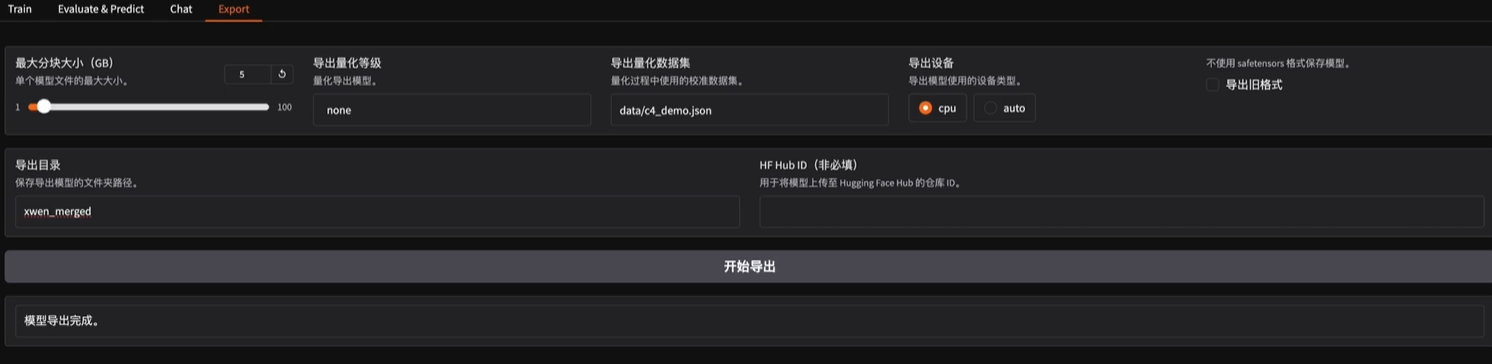 Train Evaluate & Predict Chat Export
最大分块大小（GB）
单个模型文件的最大大小。
5
1
100
导出量化等级
量化导出模型。
none
导出量化数据集
量化过程中使用的校准数据集。
data/c4_demo.json
导出设备
导出模型使用的设备类型。
cpu auto
不使用 safetensors 格式保存模型。
导出旧格式
导出目录
保存导出模型的文件夹路径。
xwen_merged
HF Hub ID（非必填）
用于将模型上传至 Hugging Face Hub 的仓库 ID。
开始导出
模型导出完成。